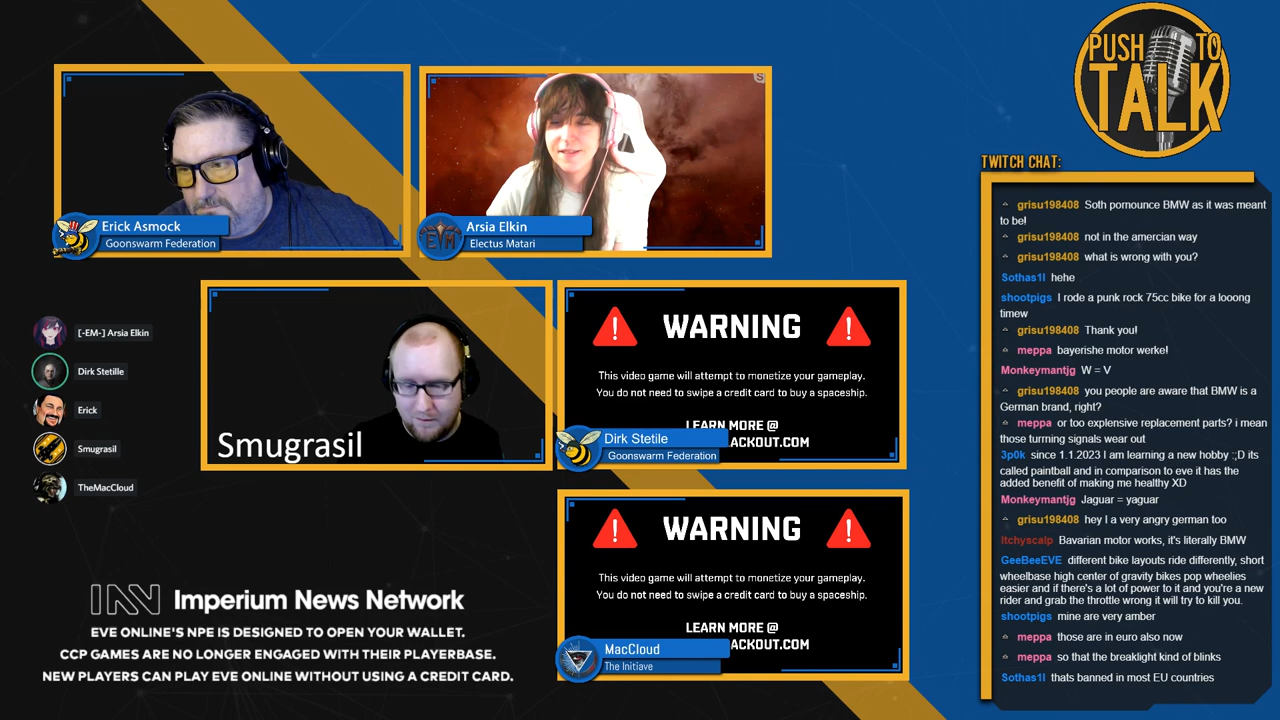 PUSH TO
TALK
TWITCH CHAT:
S
Erick Asmock
Goonswarm Federation
EVM
Arsia Elkin
Electus Matari
[-EM-] Arsia Elkin
Dirk Stetille
Erick
Smugrasil
TheMacCloud
Smugrasil
WARNING
This video game will attempt to monetize your gameplay.
You do not need to swipe a credit card to buy a spaceship.
LEARN MORE @
ACKOUT.COM
Dirk Stetile
Goonswarm Federation
WARNING
This video game will attempt to monetize your gameplay.
You do not need to swipe a credit card to buy a spaceship.
LEARN MORE @
ACKOUT.COM
MacCloud
The Initiave
INN Imperium News Network
EVE ONLINE'S NPE IS DESIGNED TO OPEN YOUR WALLET.
CCP GAMES ARE NO LONGER ENGAGED WITH THEIR PLAYERBASE.
NEW PLAYERS CAN PLAY EVE ONLINE WITHOUT USING A CREDIT CARD.
grisu198408 Soth pornounce BMW as it was meant
to be!
grisu198408 not in the amercian way
grisu198408 what is wrong with you?
Sothas1l hehe
shootpigs I rode a punk rock 75cc bike for a looong
timew
grisu198408 Thank you!
meppa bayerishe motor werke!
Monkeymantjg W = V
grisu198408 you people are aware that BMW is a
German brand, right?
meppa or too explensive replacement parts? i mean
those turrning signals wear out
3p0k since 1.1.2023 I am learning a new hobby :;D its
called paintball and in comparison to eve it has the
added benefit of making me healthy XD
Monkeymantjg Jaguar = yaguar
grisu198408 hey I a very angry german too
Itchyscalp Bavarian motor works, it's literally BMW
GeeBeeEVE different bike layouts ride differently, short
wheelbase high center of gravity bikes pop wheelies
easier and if there's a lot of power to it and you're a new
rider and grab the throttle wrong it will try to kill you.
shootpigs mine are very amber
meppa those are in euro also now
meppa so that the breaklight kind of blinks
Sothas1l thats banned in most EU countries